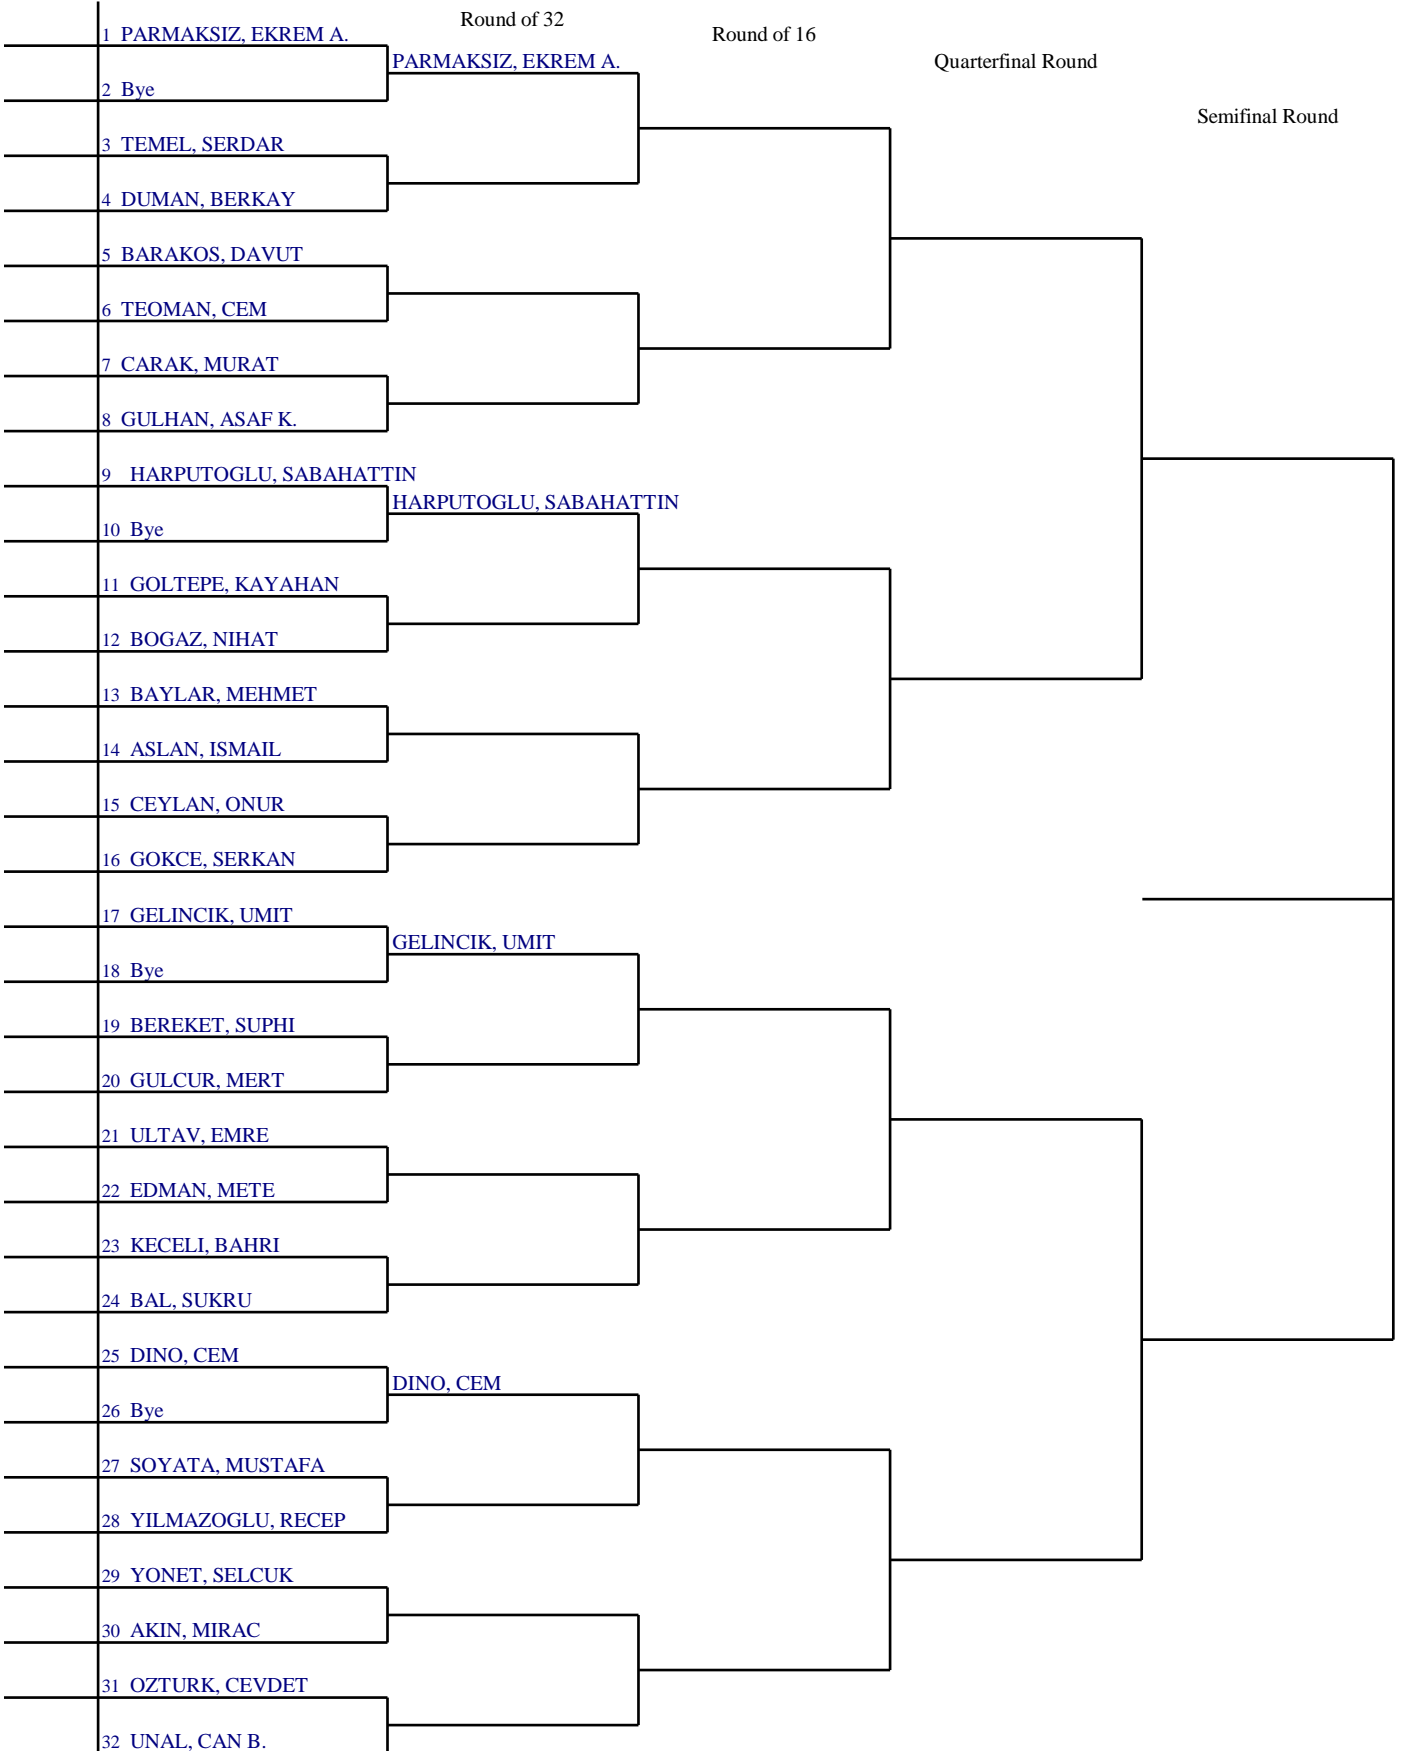 Round of 32
1 PARMAKSIZ, EKREM A.
Round of 16
PARMAKSIZ, EKREM A.
Quarterfinal Round
2 Bye
Semifinal Round
3 TEMEL, SERDAR
4 DUMAN, BERKAY
5 BARAKOS, DAVUT
6 TEOMAN, CEM
7 CARAK, MURAT
8 GULHAN, ASAF K.
9 HARPUTOGLU, SABAHATTIN
HARPUTOGLU, SABAHATTIN
10 Bye
11 GOLTEPE, KAYAHAN
12 BOGAZ, NIHAT
13 BAYLAR, MEHMET
14 ASLAN, ISMAIL
15 CEYLAN, ONUR
16 GOKCE, SERKAN
17 GELINCIK, UMIT
GELINCIK, UMIT
18 Bye
19 BEREKET, SUPHI
20 GULCUR, MERT
21 ULTAV, EMRE
22 EDMAN, METE
23 KECELI, BAHRI
24 BAL, SUKRU
25 DINO, CEM
DINO, CEM
26 Bye
27 SOYATA, MUSTAFA
28 YILMAZOGLU, RECEP
29 YONET, SELCUK
30 AKIN, MIRAC
31 OZTURK, CEVDET
32 UNAL, CAN B.